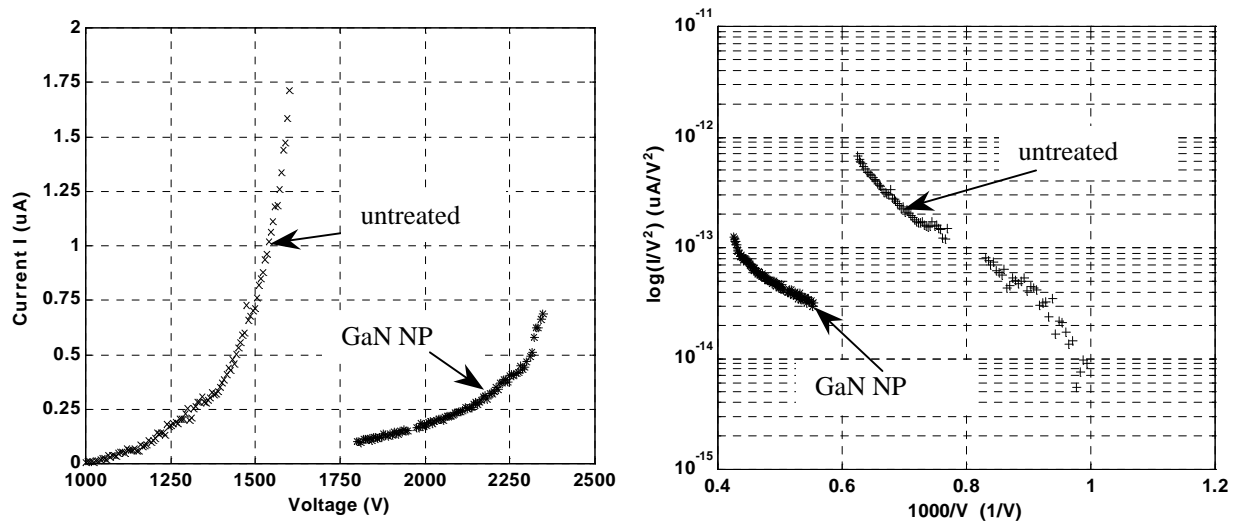 2
1.75
1.5
1.25
1
0.75
0.5
0.25
0
Current I (uA)
untreated
GaN NP
1000 1250 1500 1750 2000 2250 2500
Voltage (V)
10^-11
10^-12
10^-13
10^-14
10^-15
log(I/V^2) (uA/V^2)
untreated
GaN NP
0.4 0.6 0.8 1 1.2
1000/V (1/V)